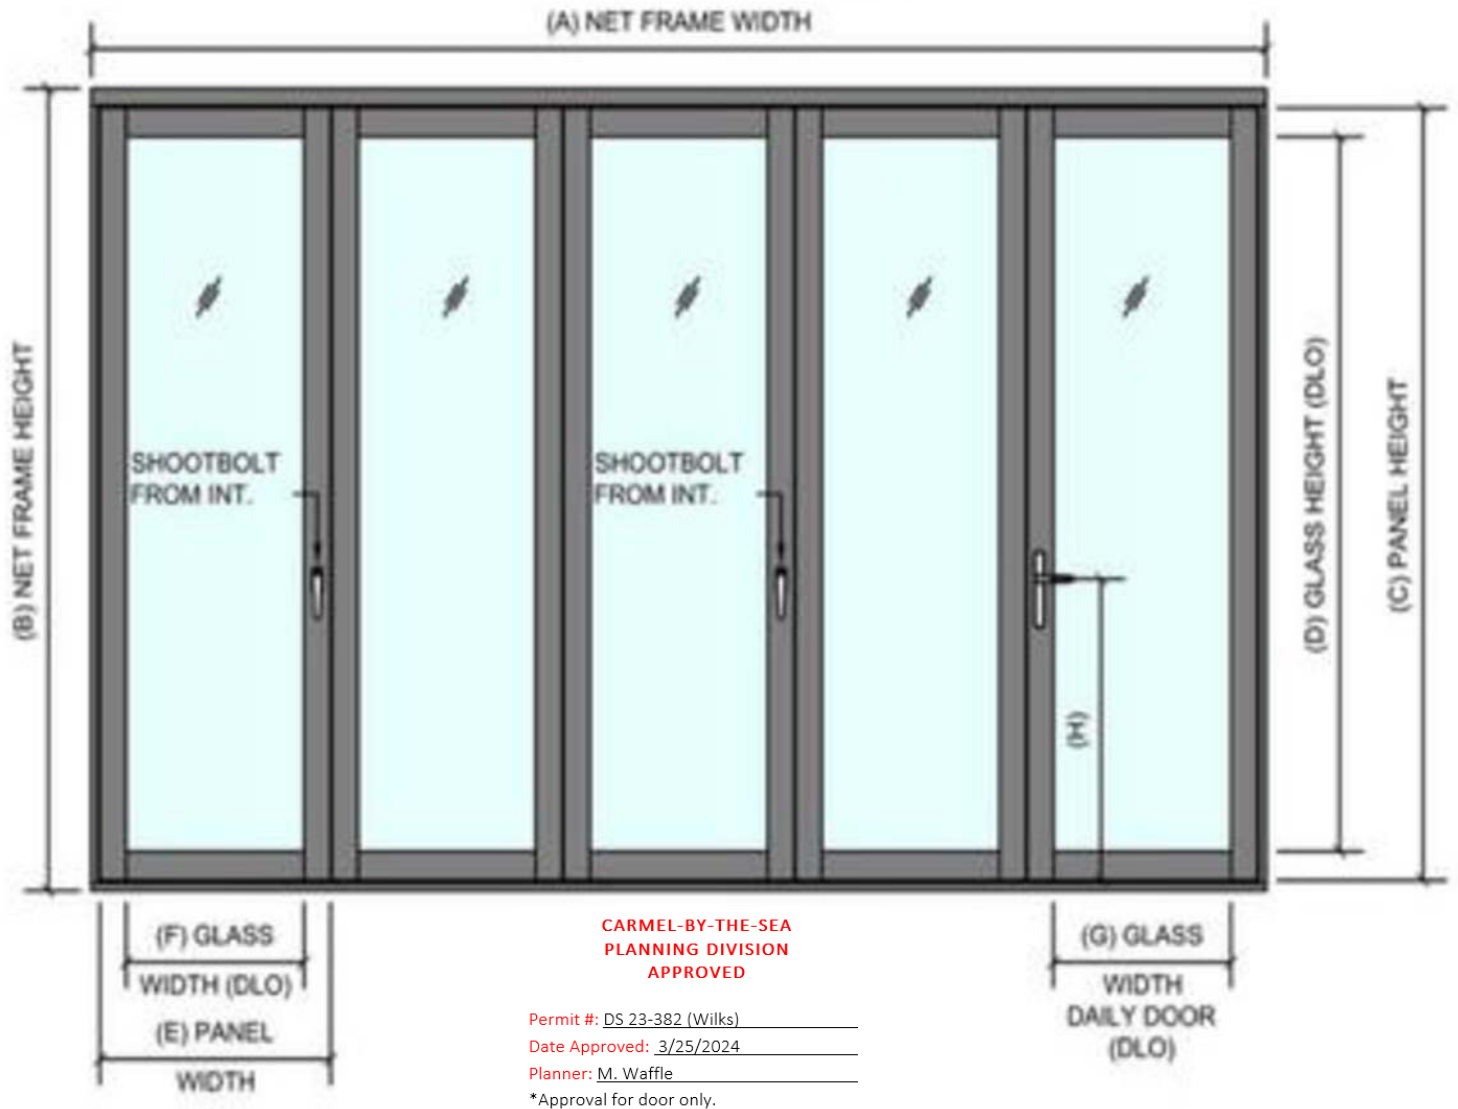 (A) NET FRAME WIDTH
(B) NET FRAME HEIGHT
SHOOTBOLT
FROM INT.
SHOOTBOLT
FROM INT.
(H)
(D) GLASS HEIGHT (DLO)
(C) PANEL HEIGHT
(F) GLASS
WIDTH (DLO)
(E) PANEL
WIDTH
(G) GLASS
WIDTH
DAILY DOOR
(DLO)
CARMEL-BY-THE-SEA
PLANNING DIVISION
APPROVED
Permit #: DS 23-382 (Wilks)
Date Approved: 3/25/2024
Planner: M. Waffle
*Approval for door only.